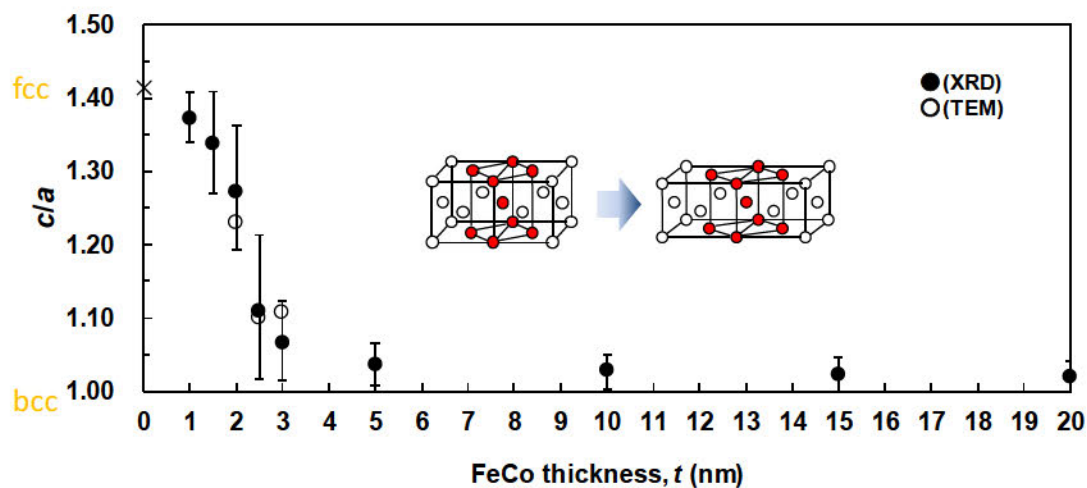 1.50
fcc
1.40
(XRD)
(TEM)
1.30
c/a
1.20
1.10
1.00
bcc
0 1 2 3 4 5 6 7 8 9 10 11 12 13 14 15 16 17 18 19 20
FeCo thickness, t (nm)